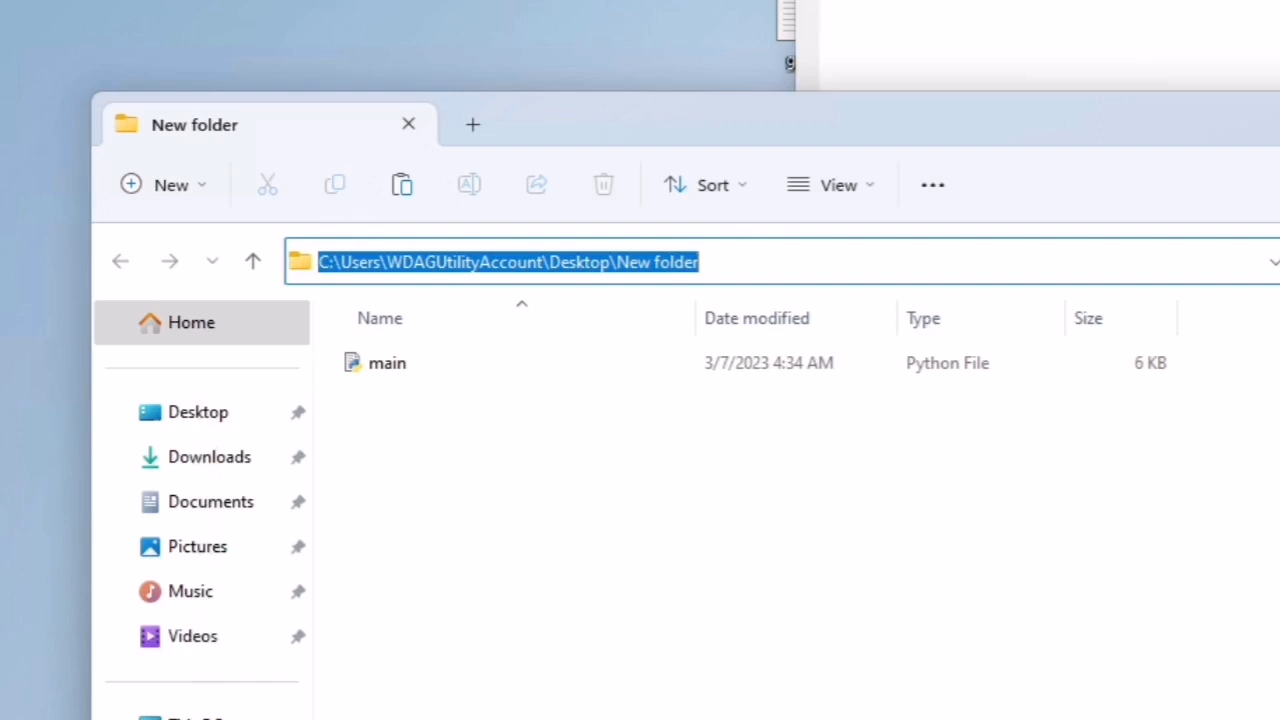 New folder
New
Sort
View
C:\Users\WDAGUtilityAccount\Desktop\New folder
Home
Name
Date modified
Type
Size
main
3/7/2023 4:34 AM
Python File
6 KB
Desktop
Downloads
Documents
Pictures
Music
Videos